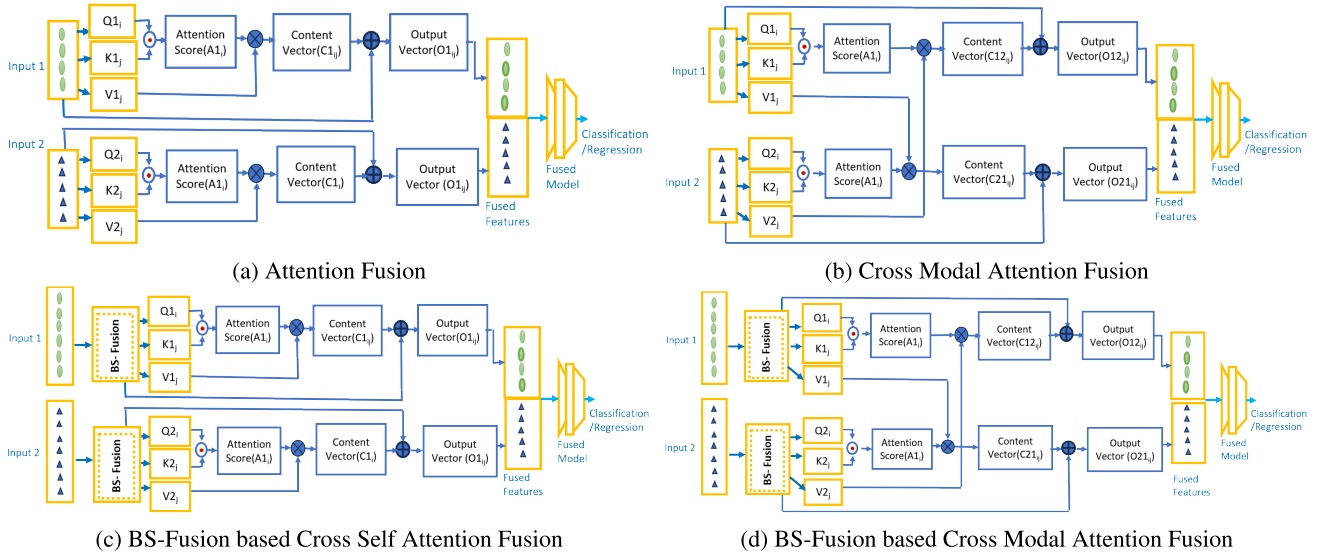 Input 1
Q1i
K1j
V1j
Attention
Score(A1i)
Content
Vector(C1ij)
Output
Vector(O1ij)
Input 2
Q2i
K2j
V2j
Attention
Score(A1i)
Content
Vector(C1i)
Output
Vector (O1ij)
Fused
Features
Fused
Model
Classification
/Regression
(a) Attention Fusion
Input 1
Q1i
K1j
V1j
Attention
Score(A1i)
Content
Vector(C12ij)
Output
Vector(O12ij)
Input 2
Q2i
K2j
V2j
Attention
Score(A1i)
Content
Vector(C21ij)
Output
Vector (O21ij)
Fused
Features
Fused
Model
Classification
/Regression
(b) Cross Modal Attention Fusion
Input 1
BS- Fusion
Q1i
K1j
V1j
Attention
Score(A1i)
Content
Vector(C1ij)
Output
Vector(O1ij)
Input 2
BS- Fusion
Q2i
K2j
V2j
Attention
Score(A1i)
Content
Vector(C1i)
Output
Vector (O1ij)
Fused
Features
Fused
Model
Classification
/Regression
(c) BS-Fusion based Cross Self Attention Fusion
Input 1
BS- Fusion
Q1i
K1j
V1j
Attention
Score(A1i)
Content
Vector(C12ij)
Output
Vector(O12ij)
Input 2
BS- Fusion
Q2i
K2j
V2j
Attention
Score(A1i)
Content
Vector(C21ij)
Output
Vector (O21ij)
Fused
Features
Fused
Model
Classification
/Regression
(d) BS-Fusion based Cross Modal Attention Fusion